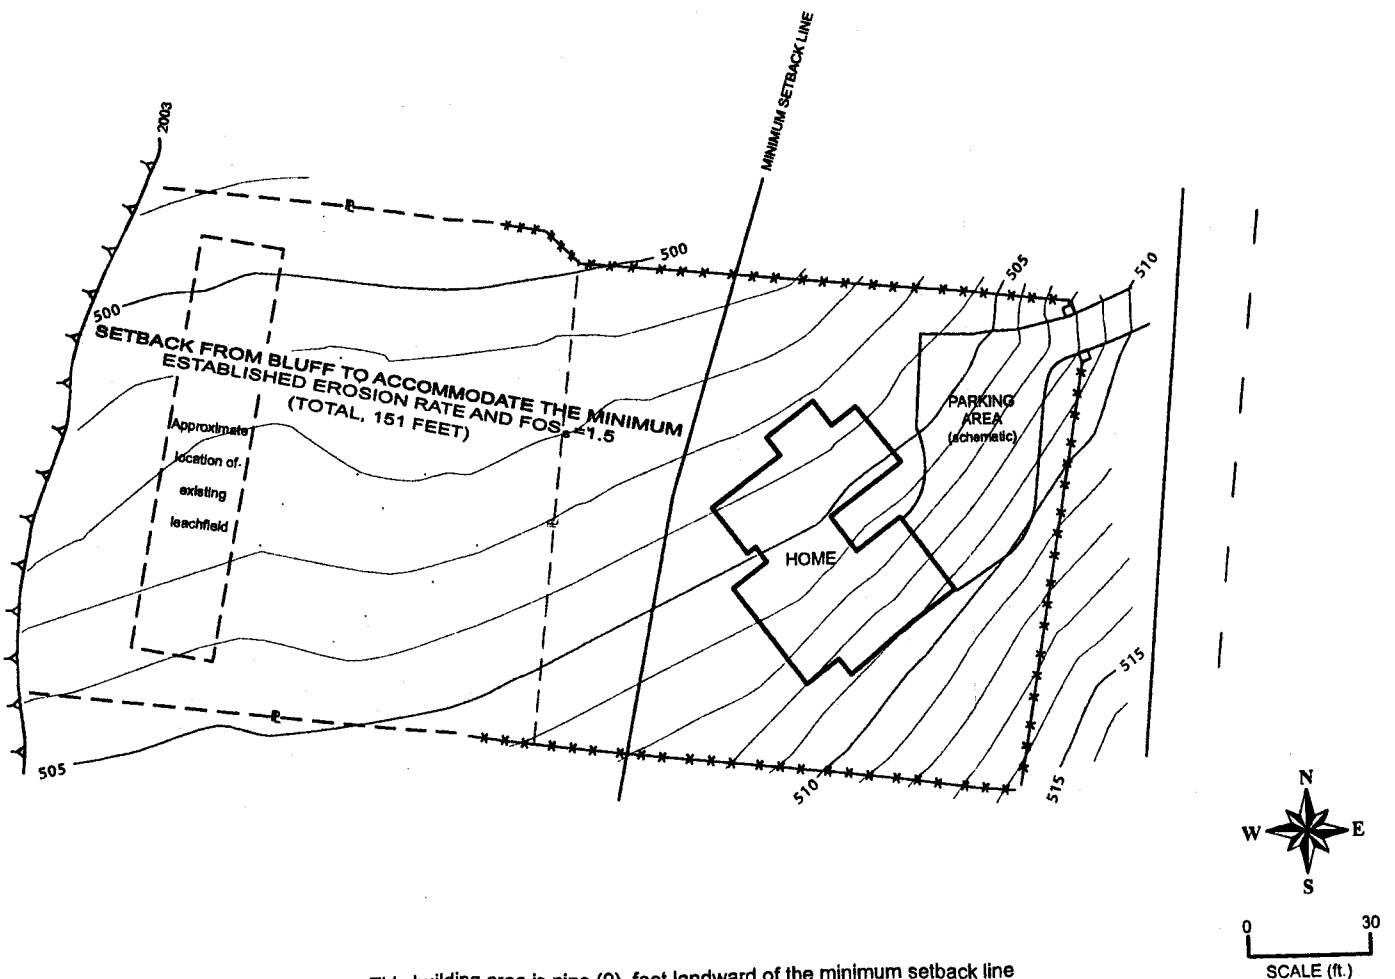 MINIMUM SETBACK LINE
2003
500
505
510
500
SETBACK FROM BLUFF TO ACCOMMODATE THE MINIMUM
ESTABLISHED EROSION RATE AND FOSs=1.5
(TOTAL, 151 FEET)
PARKING
AREA
(schematic)
Approximate
location of
existing
leachfield
HOME
515
505
510
515
N
W E
S
0 30
SCALE (ft.)
This building area is nine (9), feet landward of the minimum setback line